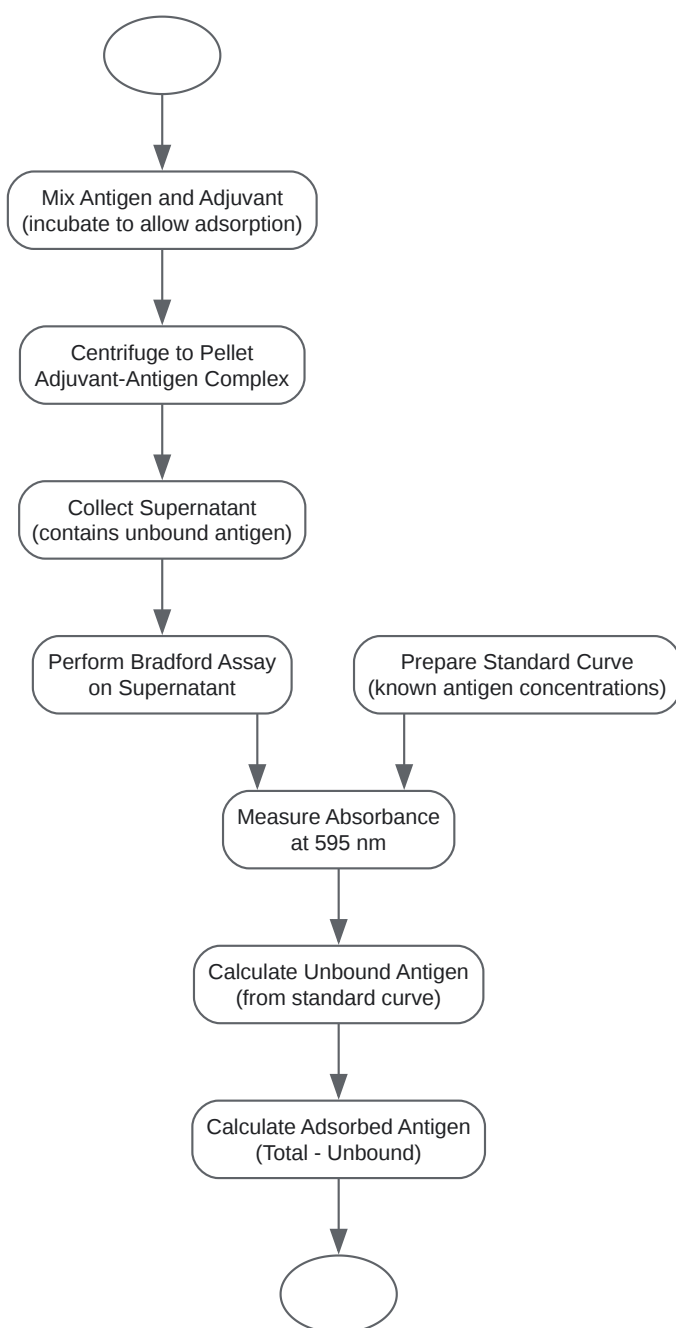 Mix Antigen and Adjuvant
(incubate to allow adsorption)
Centrifuge to Pellet
Adjuvant-Antigen Complex
Collect Supernatant
(contains unbound antigen)
Perform Bradford Assay
on Supernatant
Prepare Standard Curve
(known antigen concentrations)
Measure Absorbance
at 595 nm
Calculate Unbound Antigen
(from standard curve)
Calculate Adsorbed Antigen
(Total - Unbound)